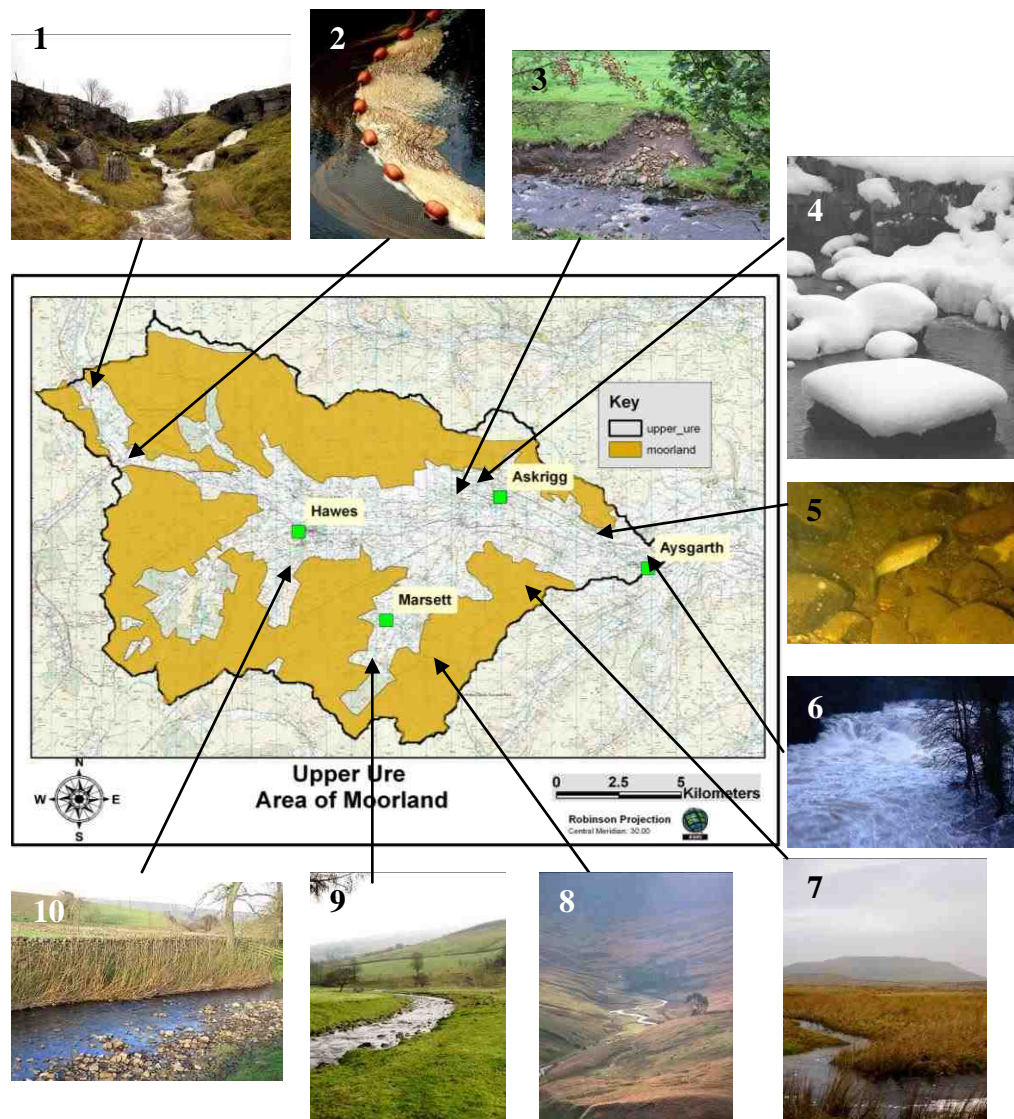 1
2
3
4
Key
upper_ure
moorland
Askrigg
Hawes
5
Aysgarth
Marsett
6
N
W E
S
Upper Ure
Area of Moorland
0 2.5 5
Kilometers
Robinson Projection
Central Meridian: 30.00
10
9
8
7